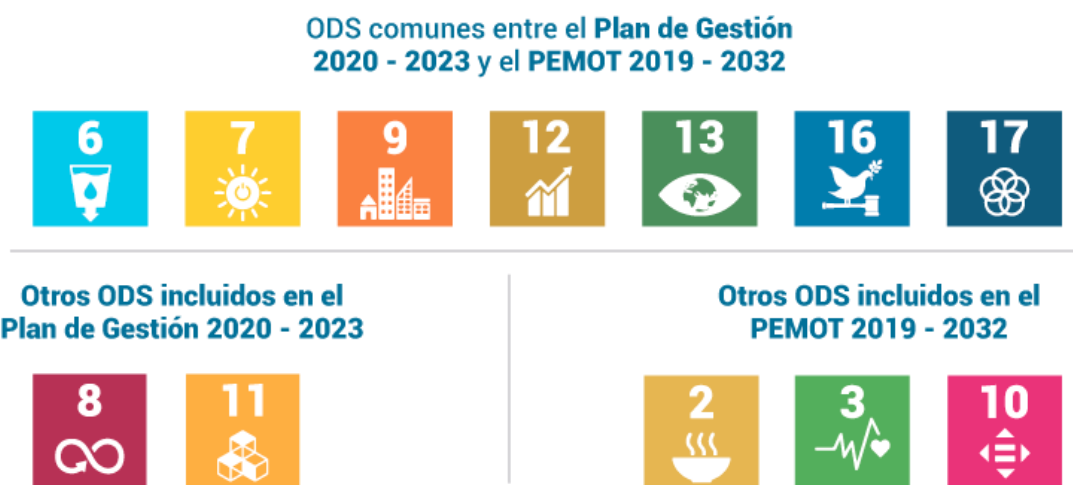 ODS comunes entre el Plan de Gestión
2020 - 2023 y el PEMOT 2019 - 2032
6 7 9 12 13 16 17
Otros ODS incluidos en el
Plan de Gestión 2020 - 2023
8 11
Otros ODS incluidos en el
PEMOT 2019 - 2032
2 3 10